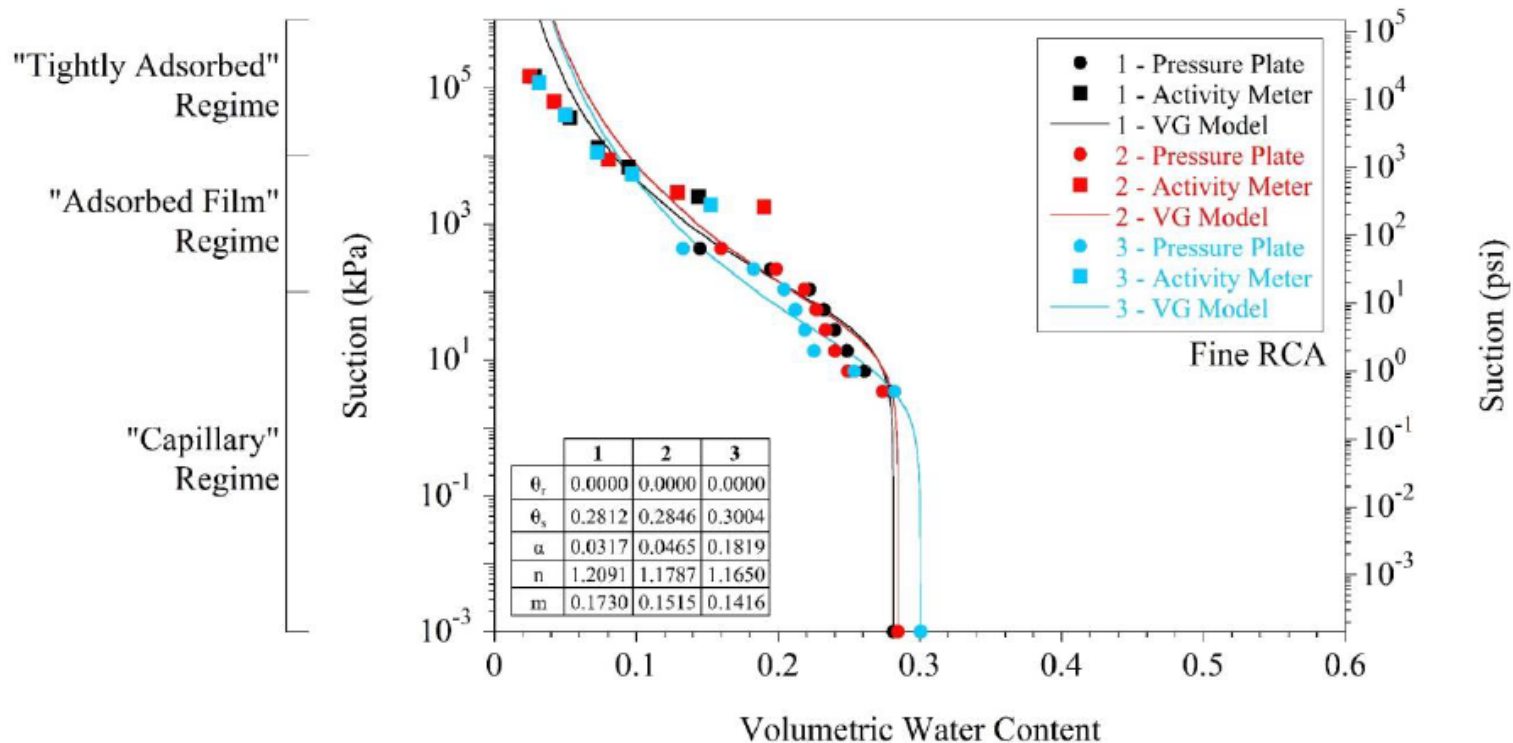 "Tightly Adsorbed"
Regime
"Adsorbed Film"
Regime
"Capillary"
Regime
Suction (kPa)
10^5
10^3
10^1
10^-1
10^-3
1 - Pressure Plate
1 - Activity Meter
1 - VG Model
2 - Pressure Plate
2 - Activity Meter
2 - VG Model
3 - Pressure Plate
3 - Activity Meter
3 - VG Model
Fine RCA
1 2 3
θr 0.0000 0.0000 0.0000
θs 0.2812 0.2846 0.3004
α 0.0317 0.0465 0.1819
n 1.2091 1.1787 1.1650
m 0.1730 0.1515 0.1416
10^5
10^4
10^3
10^2
10^1
10^0
10^-1
10^-2
10^-3
Suction (psi)
0 0.1 0.2 0.3 0.4 0.5 0.6
Volumetric Water Content